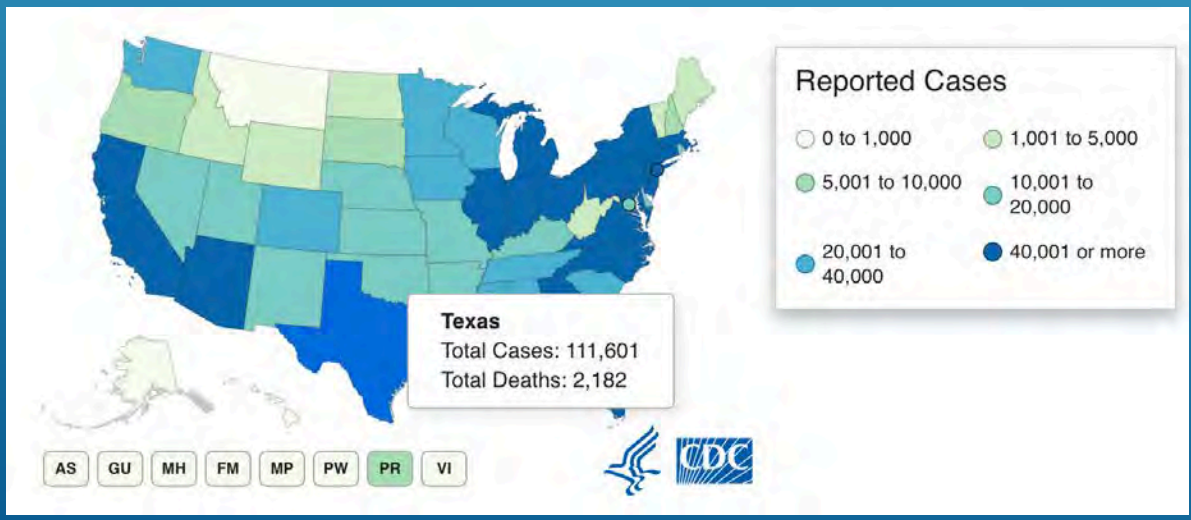 Reported Cases
0 to 1,000
1,001 to 5,000
5,001 to 10,000
10,001 to
20,000
20,001 to
40,000
40,001 or more
Texas
Total Cases: 111,601
Total Deaths: 2,182
AS GU MH FM MP PW PR VI
CDC